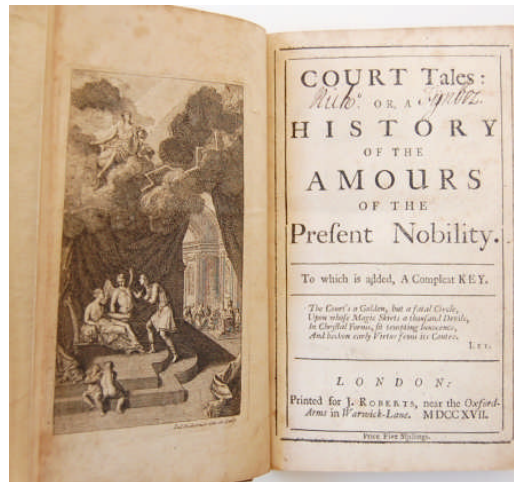 COURT Tales:
OR, A
HISTORY
OF THE
AMOURS
OF THE
Preſent Nobility.
To which is added, A Compleat KEY.
The Court's a Golden, but a fatal Circle,
Upon whoſe Magic Skirts a thouſand Devils,
In Chryſtal Forms, ſit tempting Innocence,
And beckon early Virtue from its Centre.
LEE.
LONDON:
Printed for J. ROBERTS, near the Oxford-
Arms in Warwick-Lane. MDCCXVII.
Price Five Shillings.